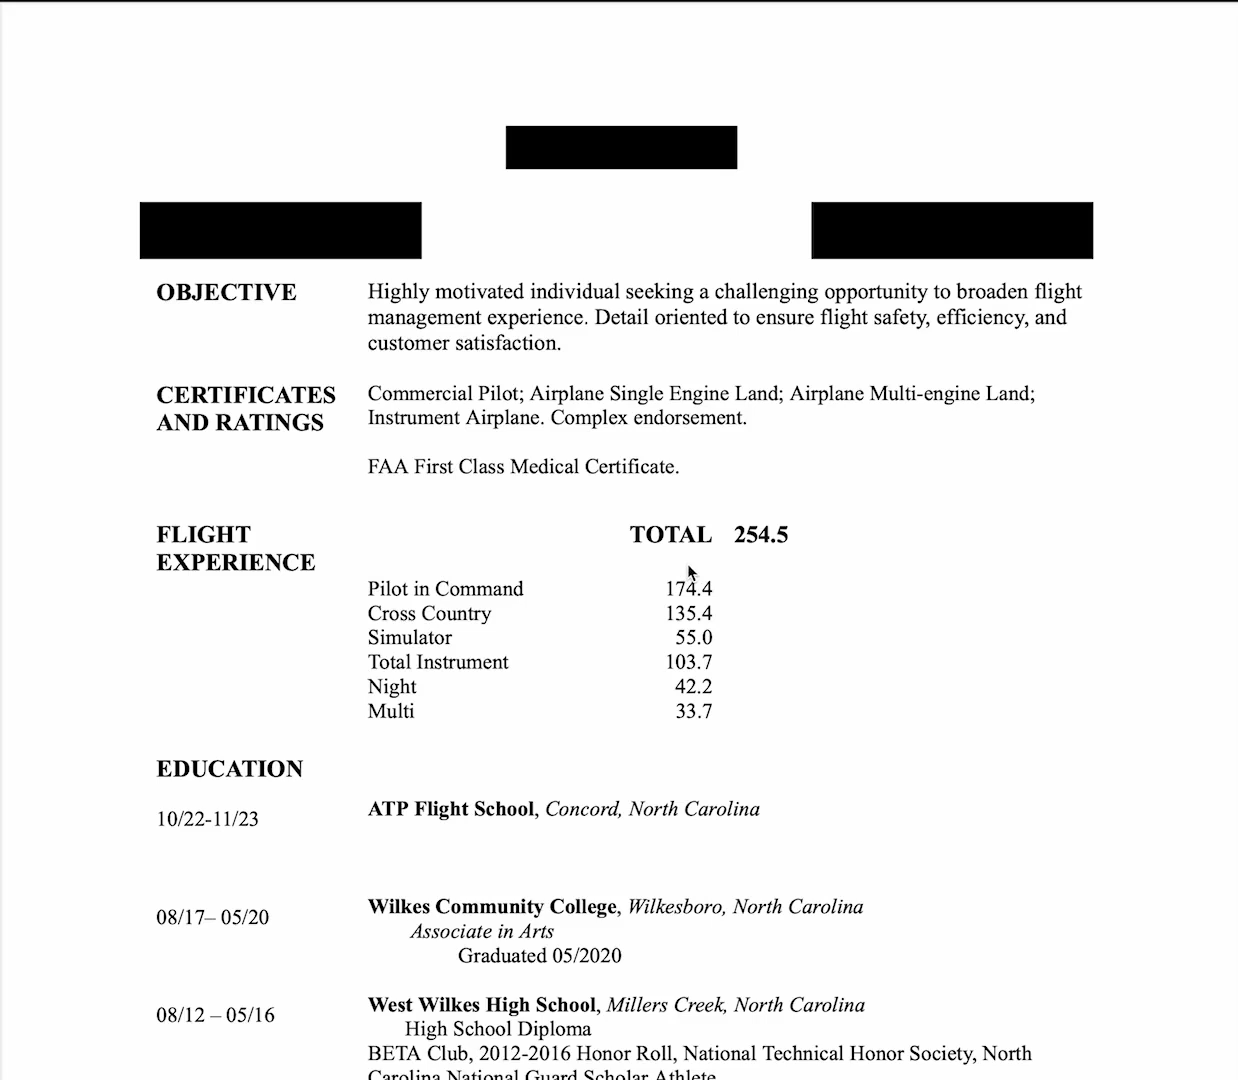 OBJECTIVE
Highly motivated individual seeking a challenging opportunity to broaden flight
management experience. Detail oriented to ensure flight safety, efficiency, and
customer satisfaction.
CERTIFICATES
AND RATINGS
Commercial Pilot; Airplane Single Engine Land; Airplane Multi-engine Land;
Instrument Airplane. Complex endorsement.
FAA First Class Medical Certificate.
FLIGHT
EXPERIENCE
TOTAL 254.5
Pilot in Command 174.4
Cross Country 135.4
Simulator 55.0
Total Instrument 103.7
Night 42.2
Multi 33.7
EDUCATION
10/22-11/23
ATP Flight School, Concord, North Carolina
08/17– 05/20
Wilkes Community College, Wilkesboro, North Carolina
Associate in Arts
Graduated 05/2020
08/12 – 05/16
West Wilkes High School, Millers Creek, North Carolina
High School Diploma
BETA Club, 2012-2016 Honor Roll, National Technical Honor Society, North
Carolina National Guard Scholar Athlete